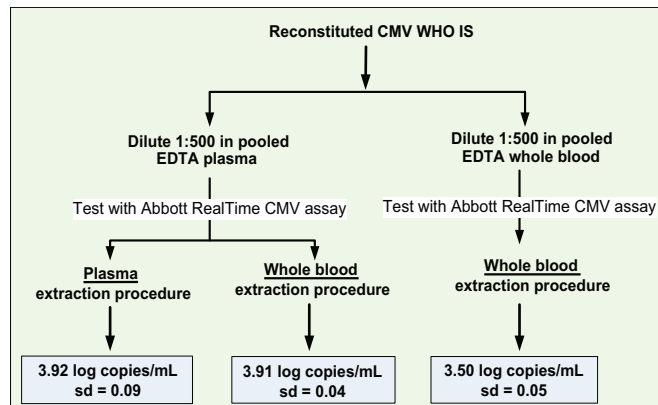 Reconstituted CMV WHO IS
Dilute 1:500 in pooled
EDTA plasma
Dilute 1:500 in pooled
EDTA whole blood
Test with Abbott RealTime CMV assay
Test with Abbott RealTime CMV assay
Plasma
extraction procedure
Whole blood
extraction procedure
Whole blood
extraction procedure
3.92 log copies/mL
sd = 0.09
3.91 log copies/mL
sd = 0.04
3.50 log copies/mL
sd = 0.05